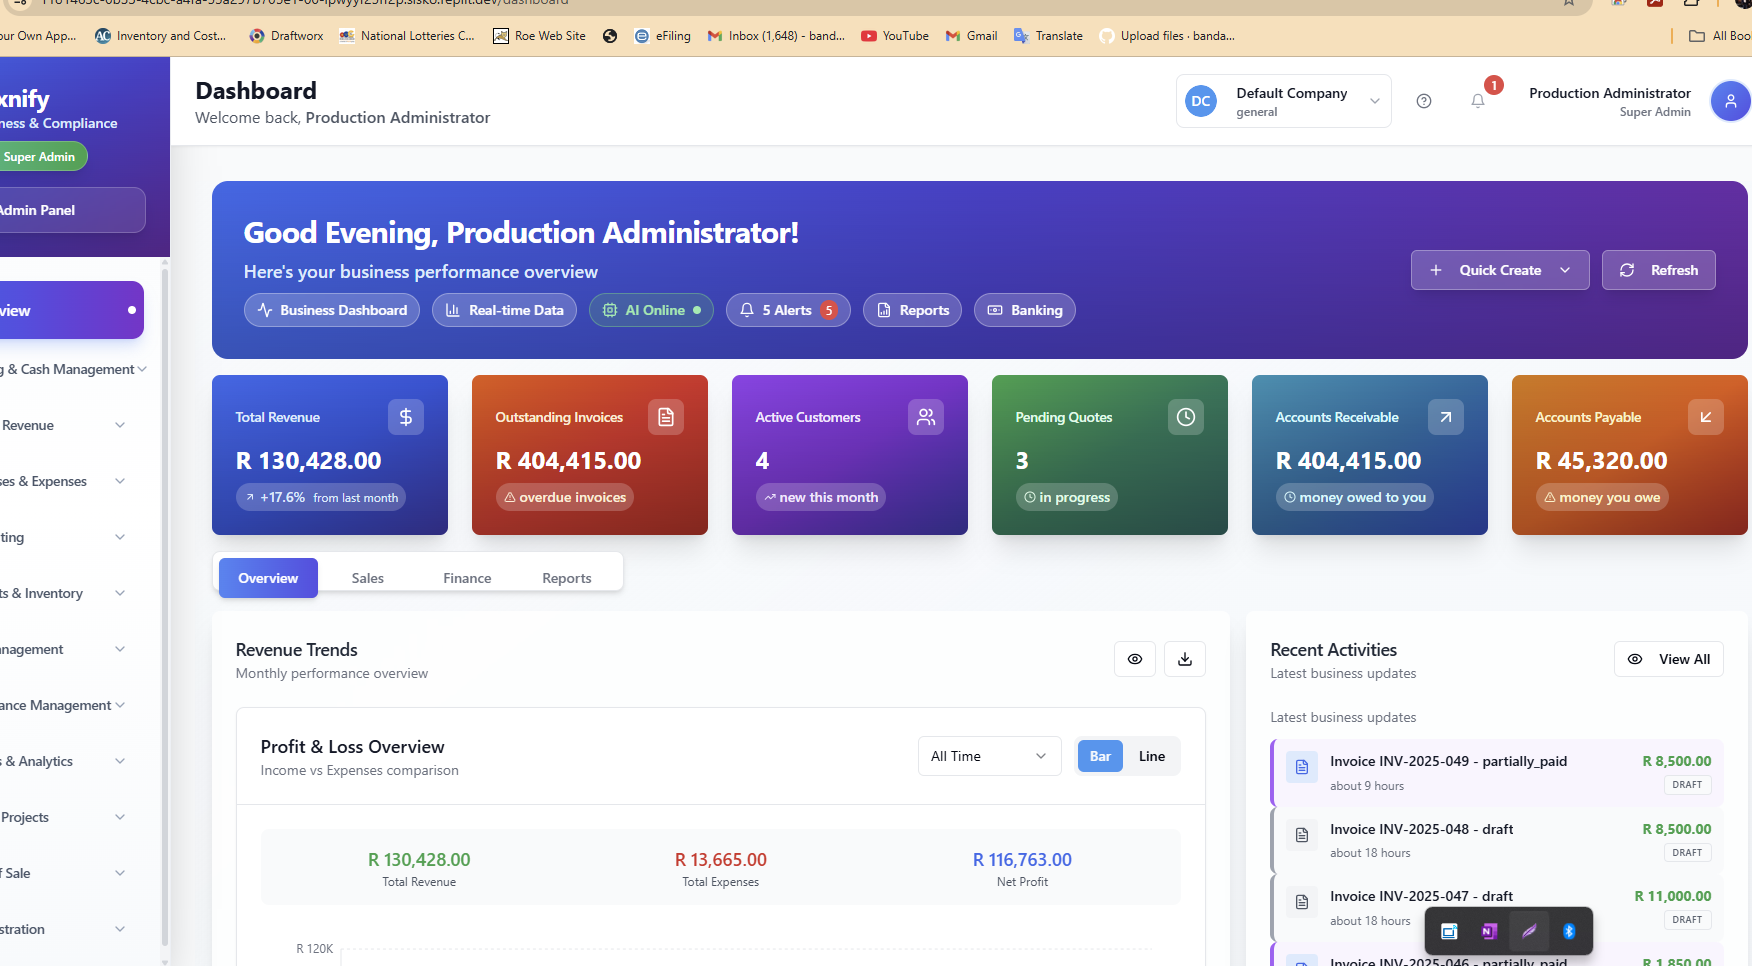 our Own App...
Inventory and Cost...
Draftworx
National Lotteries C...
Roe Web Site
eFiling
Inbox (1,648) - band...
YouTube
Gmail
Translate
Upload files · banda...
All Boo
xnify
ness & Compliance
Super Admin
Admin Panel
view
g & Cash Management
Revenue
ses & Expenses
ting
ts & Inventory
nagement
ance Management
s & Analytics
Projects
f Sale
stration
Dashboard
Welcome back, Production Administrator
DC
Default Company
general
1
Production Administrator
Super Admin
Good Evening, Production Administrator!
Here's your business performance overview
Business Dashboard
Real-time Data
AI Online
5 Alerts 5
Reports
Banking
Quick Create
Refresh
Total Revenue
R 130,428.00
+17.6% from last month
Outstanding Invoices
R 404,415.00
overdue invoices
Active Customers
4
new this month
Pending Quotes
3
in progress
Accounts Receivable
R 404,415.00
money owed to you
Accounts Payable
R 45,320.00
money you owe
Overview
Sales
Finance
Reports
Revenue Trends
Monthly performance overview
Profit & Loss Overview
Income vs Expenses comparison
All Time
Bar
Line
R 130,428.00
Total Revenue
R 13,665.00
Total Expenses
R 116,763.00
Net Profit
R 120K
Recent Activities
Latest business updates
View All
Latest business updates
Invoice INV-2025-049 - partially_paid
R 8,500.00
about 9 hours
DRAFT
Invoice INV-2025-048 - draft
R 8,500.00
about 18 hours
DRAFT
Invoice INV-2025-047 - draft
R 11,000.00
about 18 hours
DRAFT
Invoice INV-2025-046 - partially_paid
R 1,850.00